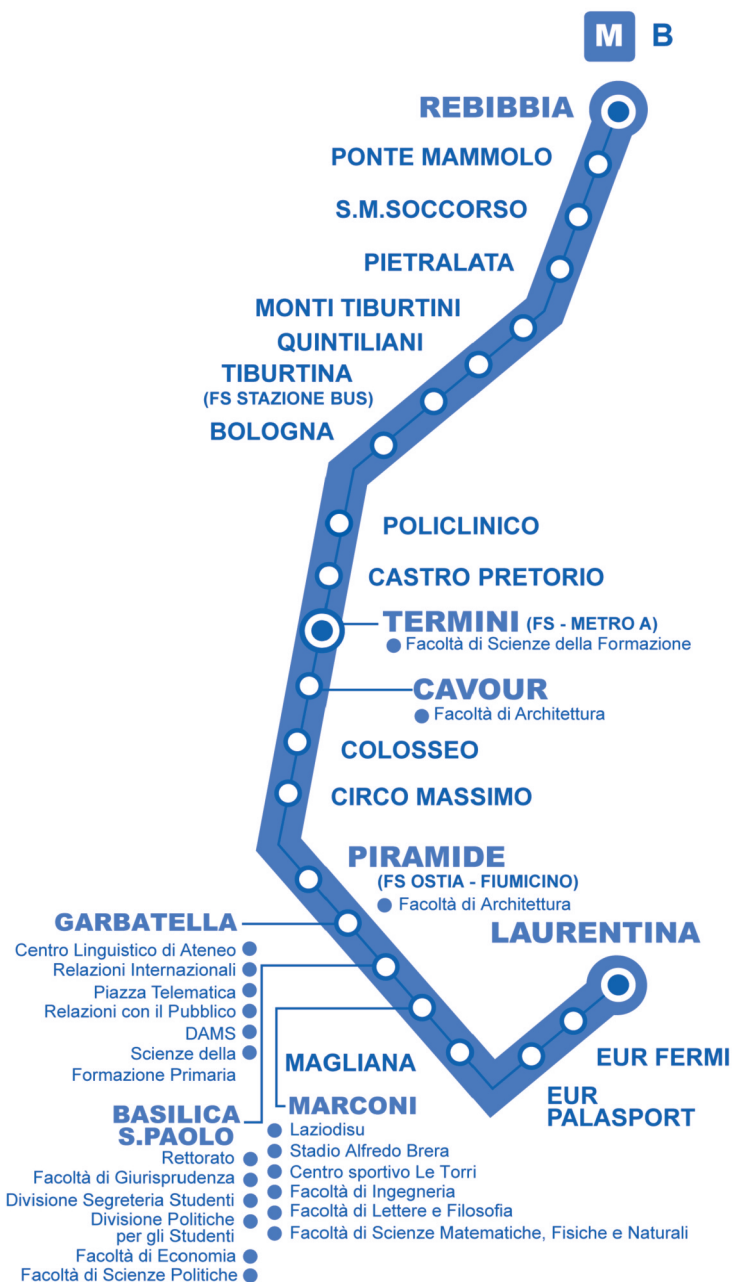 M B
REBIBBIA
PONTE MAMMOLO
S.M.SOCCORSO
PIETRALATA
MONTI TIBURTINI
QUINTILIANI
TIBURTINA
(FS STAZIONE BUS)
BOLOGNA
POLICLINICO
CASTRO PRETORIO
TERMINI (FS - METRO A)
Facoltà di Scienze della Formazione
CAVOUR
Facoltà di Architettura
COLOSSEO
CIRCO MASSIMO
PIRAMIDE
(FS OSTIA - FIUMICINO)
Facoltà di Architettura
GARBATELLA
Centro Linguistico di Ateneo
Relazioni Internazionali
Piazza Telematica
Relazioni con il Pubblico
DAMS
Scienze della
Formazione Primaria
BASILICA
S.PAOLO
Rettorato
Facoltà di Giurisprudenza
Divisione Segreteria Studenti
Divisione Politiche
per gli Studenti
Facoltà di Economia
Facoltà di Scienze Politiche
MARCONI
Laziodisu
Stadio Alfredo Brera
Centro sportivo Le Torri
Facoltà di Ingegneria
Facoltà di Lettere e Filosofia
Facoltà di Scienze Matematiche, Fisiche e Naturali
MAGLIANA
EUR
PALASPORT
EUR FERMI
LAURENTINA